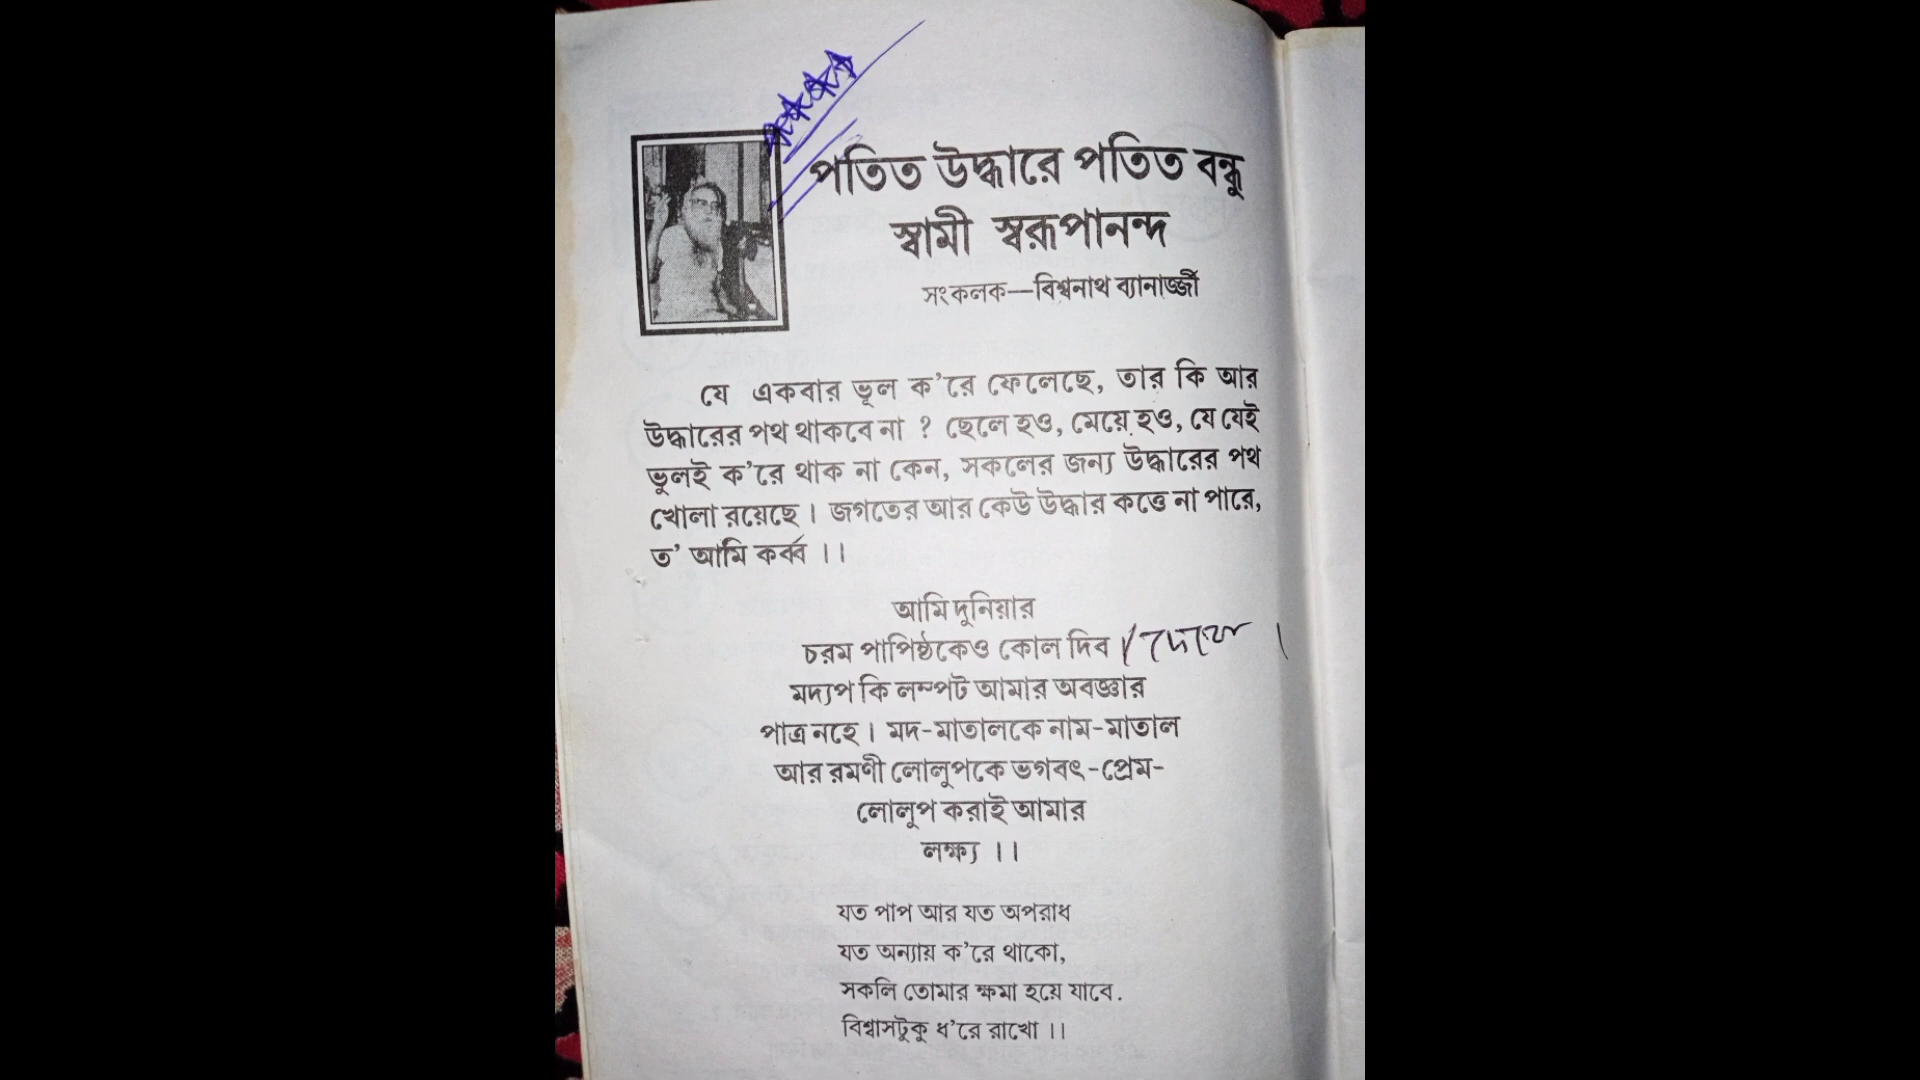 পতিত উদ্ধারে পতিত বন্ধু
স্বামী স্বরূপানন্দ
সংকলক—বিশ্বনাথ ব্যানার্জ্জী
যে একবার ভূল ক’রে ফেলেছে, তার কি আর
উদ্ধারের পথ থাকবে না ? ছেলে হও, মেয়ে হও, যে যেই
ভুলই ক’রে থাক না কেন, সকলের জন্য উদ্ধারের পথ
খোলা রয়েছে । জগতের আর কেউ উদ্ধার কত্তে না পারে,
ত’ আমি কর্ব্ব ।।
আমি দুনিয়ার
চরম পাপিষ্ঠকেও কোল দিব ।
মদ্যপ কি লম্পট আমার অবজ্ঞার
পাত্র নহে । মদ-মাতালকে নাম-মাতাল
আর রমণী লোলুপকে ভগবৎ-প্রেম-
লোলুপ করাই আমার
লক্ষ্য ।।
যত পাপ আর যত অপরাধ
যত অন্যায় ক’রে থাকো,
সকলি তোমার ক্ষমা হয়ে যাবে.
বিশ্বাসটুকু ধ’রে রাখো ।।